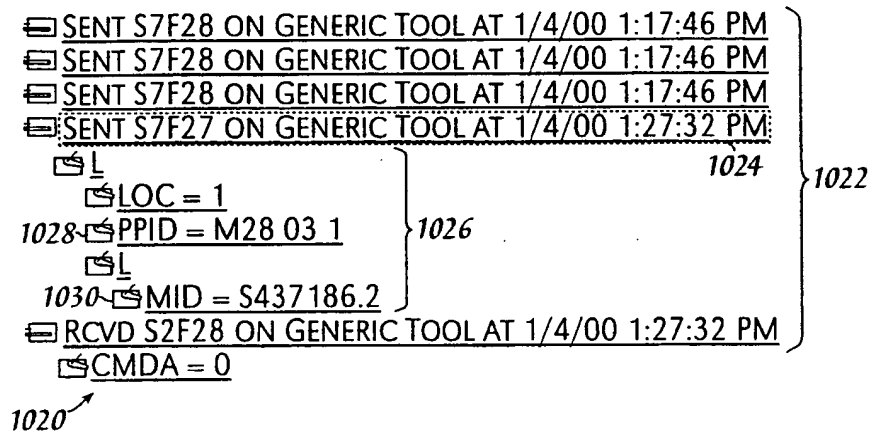 SENT S7F28 ON GENERIC TOOL AT 1/4/00 1:17:46 PM
SENT S7F28 ON GENERIC TOOL AT 1/4/00 1:17:46 PM
SENT S7F28 ON GENERIC TOOL AT 1/4/00 1:17:46 PM
SENT S7F27 ON GENERIC TOOL AT 1/4/00 1:27:32 PM
1024
1022
L
LOC = 1
1028 PPID = M28 03 1
1026
L
1030 MID = S437186.2
RCVD S2F28 ON GENERIC TOOL AT 1/4/00 1:27:32 PM
CMDA = 0
1020